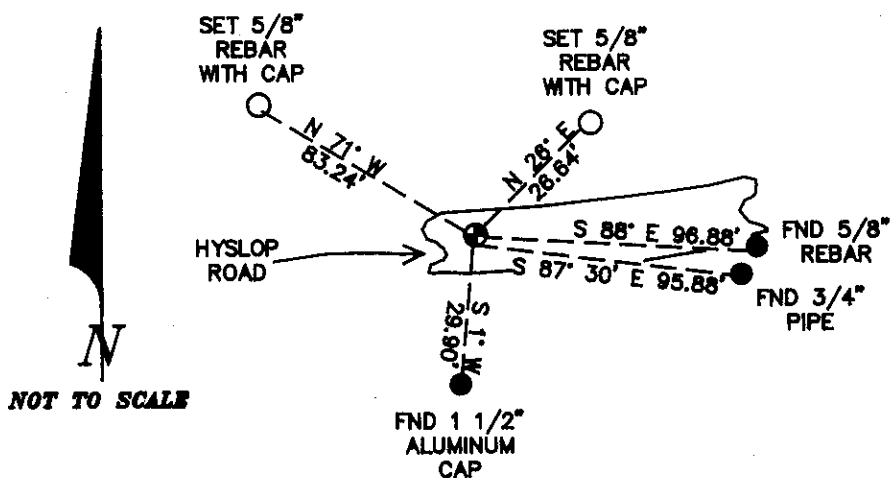 SET 5/8"
REBAR
WITH CAP
SET 5/8"
REBAR
WITH CAP
N 71° W
83.24'
N 28° E
28.64'
HYSLOP
ROAD
S 88° E 96.88'
FND 5/8"
REBAR
S 87° 30' E 95.88'
FND 3/4"
PIPE
S 1° W
29.90'
N
NOT TO SCALE
FND 1 1/2"
ALUMINUM
CAP